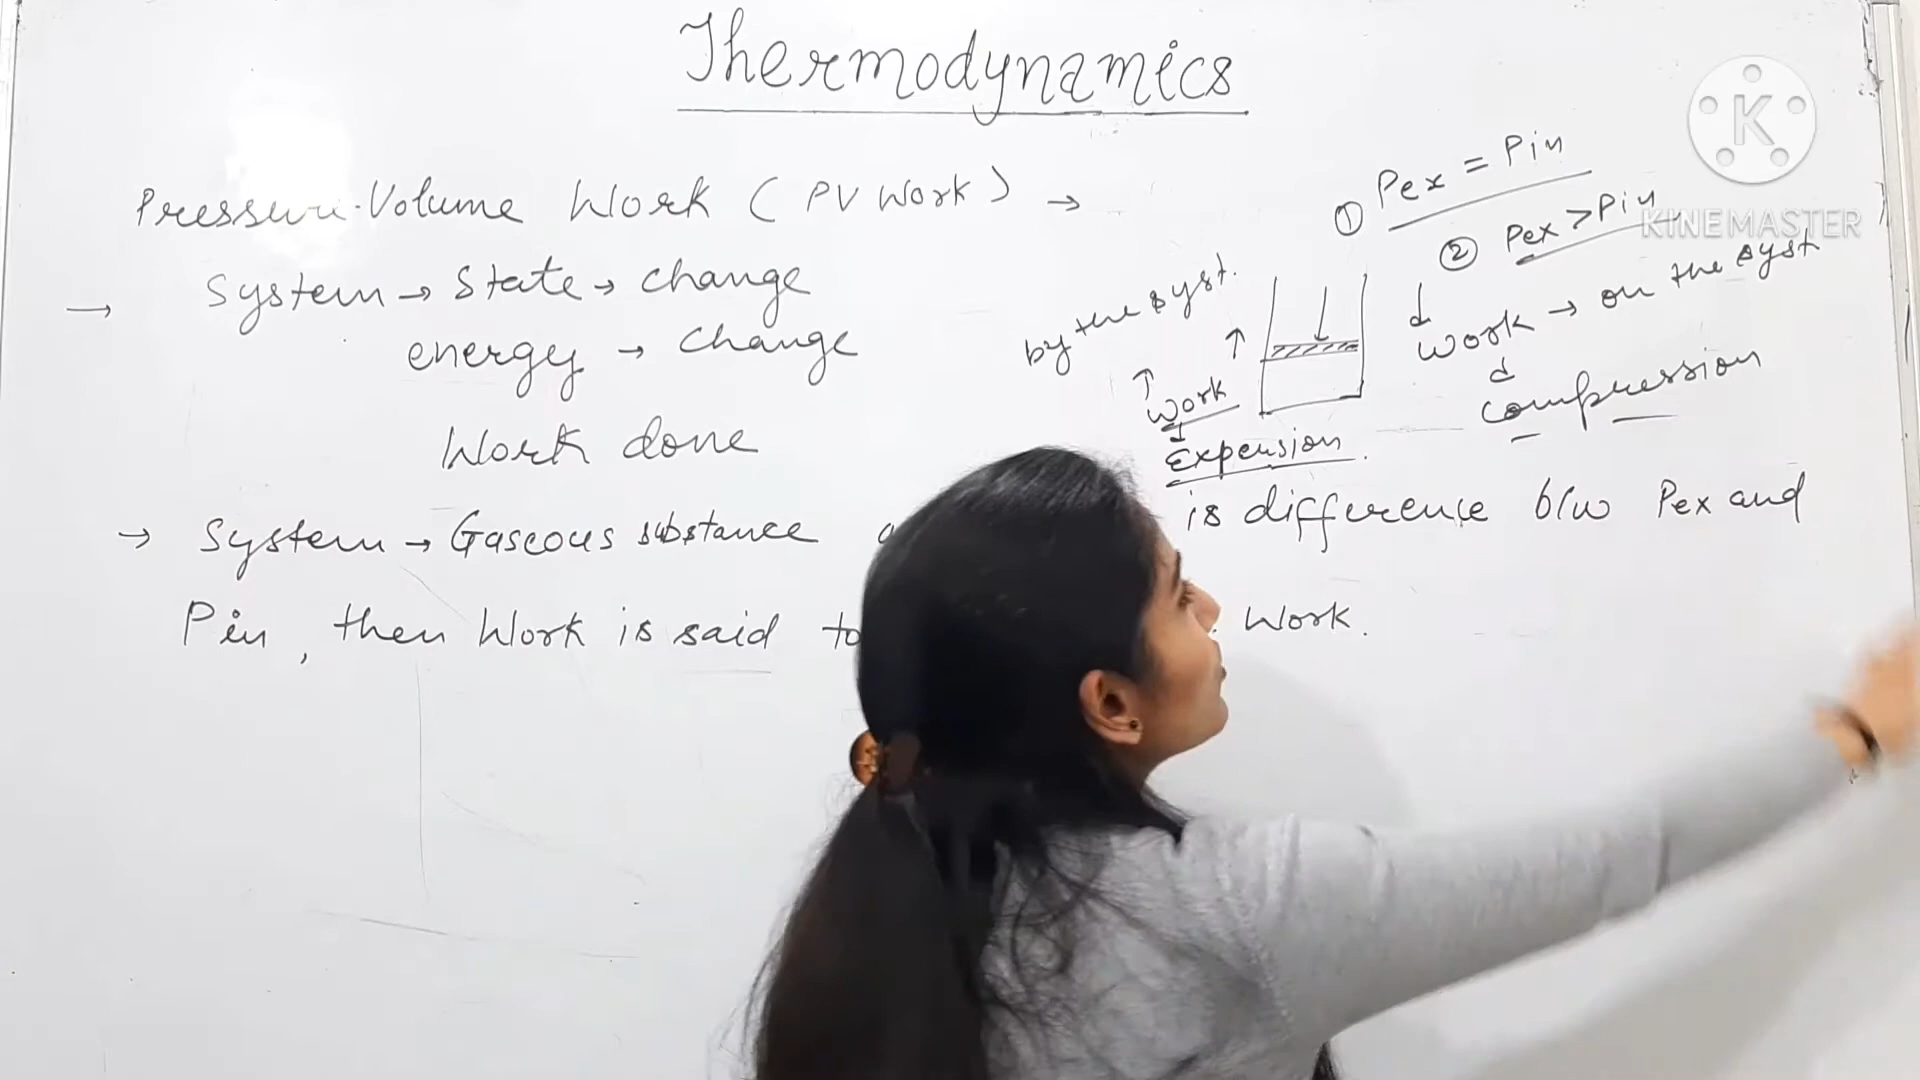 Thermodynamics
Pressure-Volume Work ( PV Work ) →
→ System → State → change
energy → change
Work done
① Pex = Pin
② Pex > Pin
↓
Work → on the syst
↓
Compression
by the syst.
↑ ↑
Work
↓
Expension.
→ System → Gaseous substance is difference b/w Pex and
Pin, then Work is said to Work.
K
KINEMASTER